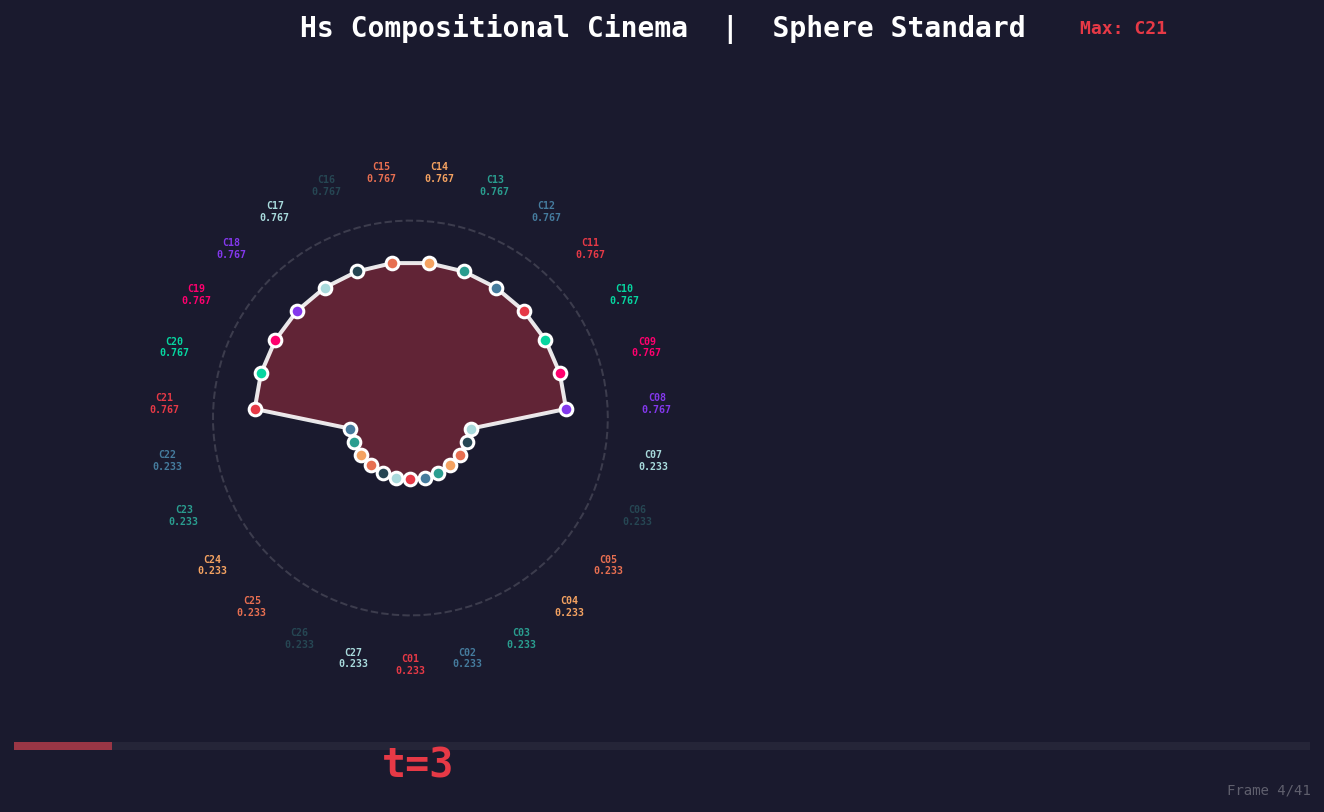 Hs Compositional Cinema  |  Sphere Standard
Max: C21
C15
0.767
C14
0.767
C16
0.767
C13
0.767
C17
0.767
C12
0.767
C18
0.767
C11
0.767
C19
0.767
C10
0.767
C20
0.767
C09
0.767
C21
0.767
C08
0.767
C22
0.233
C07
0.233
C23
0.233
C06
0.233
C24
0.233
C05
0.233
C25
0.233
C04
0.233
C26
0.233
C03
0.233
C27
0.233
C01
0.233
C02
0.233
t=3
Frame 4/41